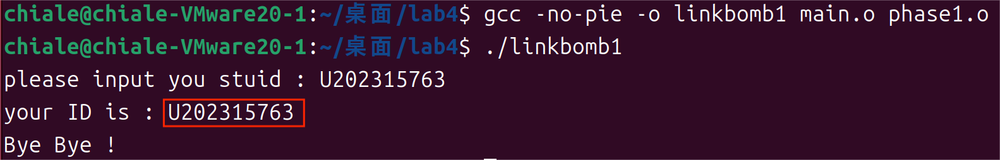 chiale@chiale-VMware20-1:~/桌面/lab4$ gcc -no-pie -o linkbomb1 main.o phase1.o
chiale@chiale-VMware20-1:~/桌面/lab4$ ./linkbomb1
please input you stuid : U202315763
your ID is : U202315763
Bye Bye !